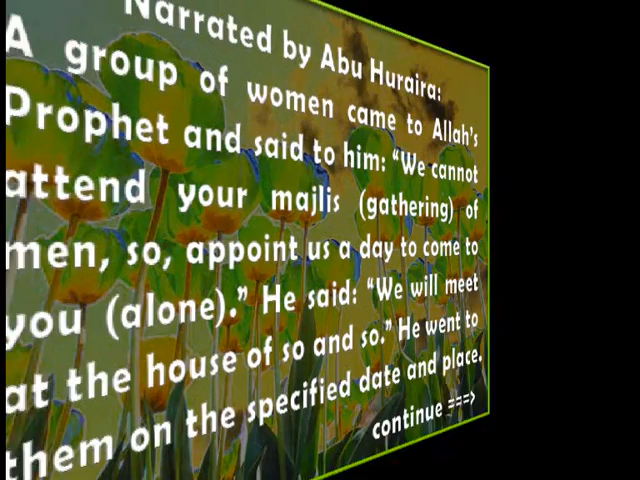 Narrated by Abu Huraira:
A group of women came to Allah's
Prophet and said to him: “We cannot
attend your majlis (gathering) of
men, so, appoint us a day to come to
you (alone).” He said: “We will meet
at the house of so and so.” He went to
them on the specified date and place.
continue ===>